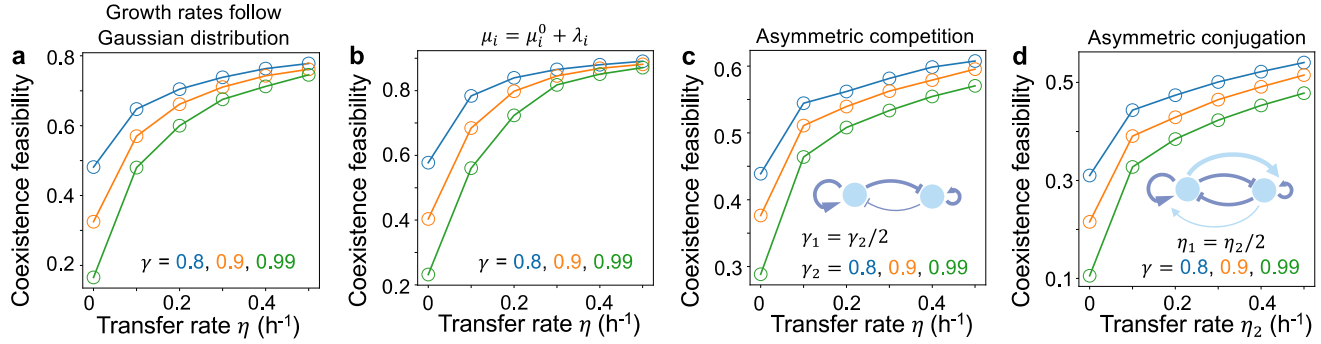 a
Growth rates follow
Gaussian distribution
Coexistence feasibility
0.8
0.6
0.4
0.2
γ = 0.8, 0.9, 0.99
0 0.2 0.4
Transfer rate η (h⁻¹)
b
μᵢ = μᵢ⁰ + λᵢ
Coexistence feasibility
0.8
0.6
0.4
0.2
γ = 0.8, 0.9, 0.99
0 0.2 0.4
Transfer rate η (h⁻¹)
c
Asymmetric competition
Coexistence feasibility
0.6
0.5
0.4
0.3
γ₁ = γ₂/2
γ₂ = 0.8, 0.9, 0.99
0 0.2 0.4
Transfer rate η (h⁻¹)
d
Asymmetric conjugation
Coexistence feasibility
0.5
0.3
0.1
η₁ = η₂/2
γ = 0.8, 0.9, 0.99
0 0.2 0.4
Transfer rate η₂ (h⁻¹)